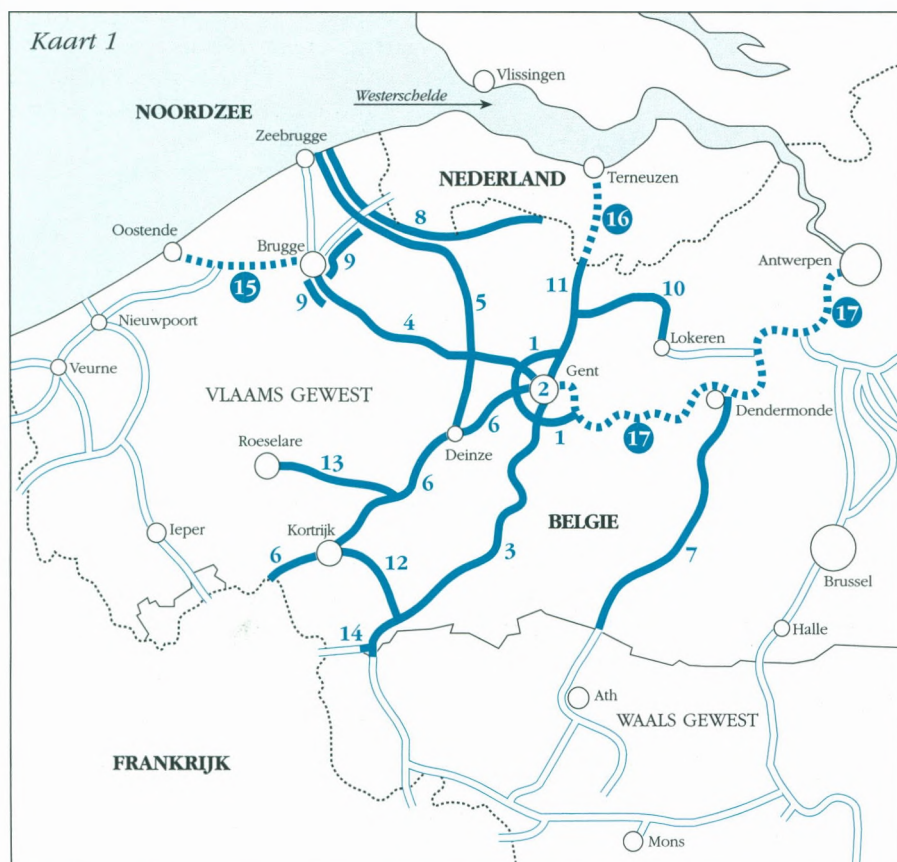 Kaart 1
Vlissingen
Westerschelde
NOORDZEE
Zeebrugge
NEDERLAND
Terneuzen
8
16
Oostende
Brugge
9
Antwerpen
15
9
11
10
17
5
Nieuwpoort
4
1
Lokeren
Veurne
Gent
2
VLAAMS GEWEST
6
Dendermonde
1
17
Deinze
Roeselare
13
6
BELGIE
Ieper
Kortrijk
6
12
3
7
Brussel
14
Halle
Ath
WAALS GEWEST
FRANKRIJK
Mons